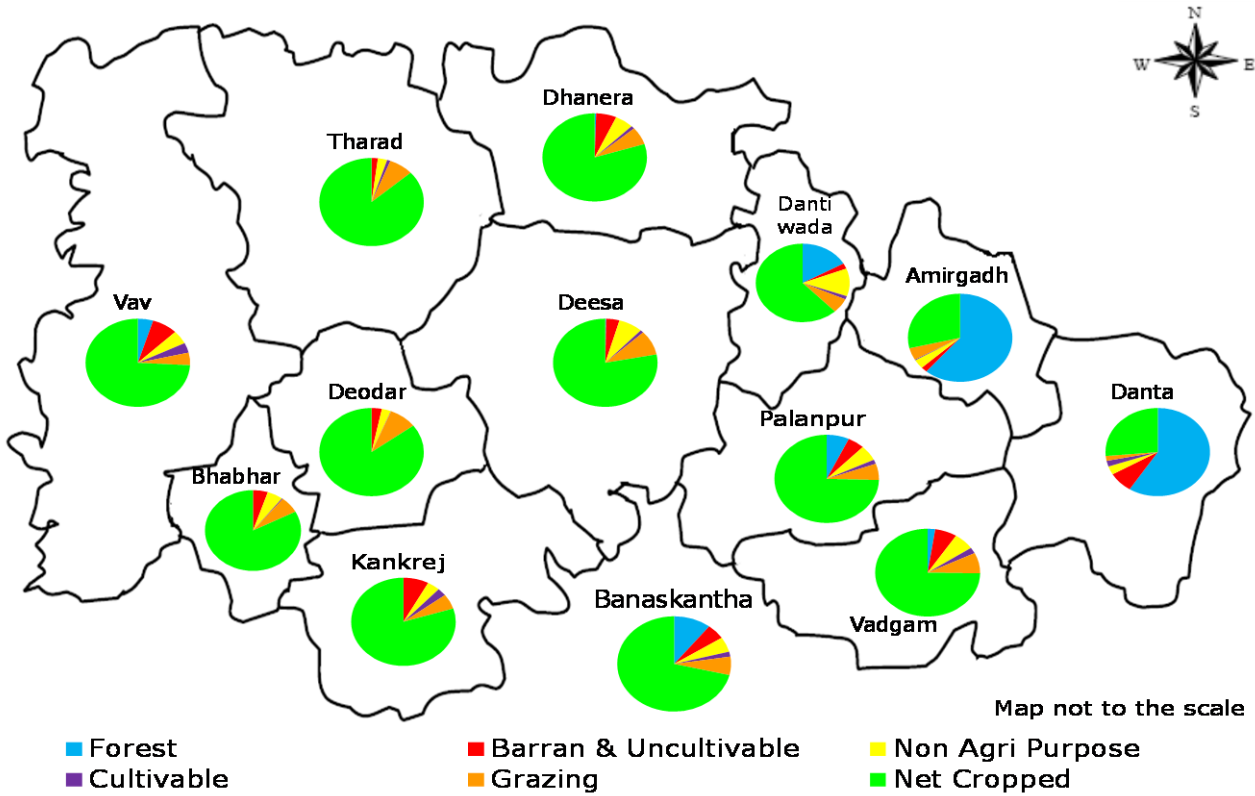 N
W E
S
Dhanera
Tharad
Danti
wada
Amirgadh
Vav
Deesa
Deodar
Danta
Palanpur
Bhabhar
Kankrej
Banaskantha
Vadgam
Map not to the scale
Forest Barran & Uncultivable Non Agri Purpose
Cultivable Grazing Net Cropped